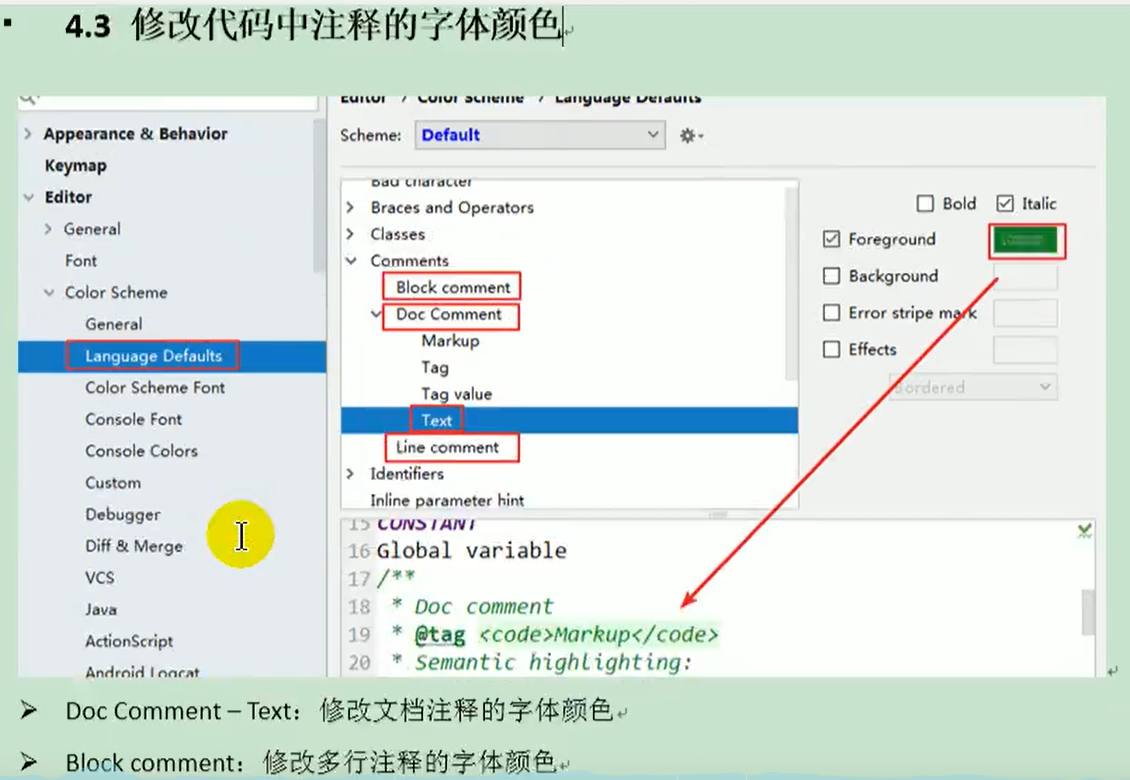 ▪ 4.3 修改代码中注释的字体颜色
Editor › Color Scheme › Language Defaults
Appearance & Behavior
Keymap
Editor
General
Font
Color Scheme
General
Language Defaults
Color Scheme Font
Console Font
Console Colors
Custom
Debugger
Diff & Merge
VCS
Java
ActionScript
Android Logcat
Scheme: Default
Bad character
Braces and Operators
Classes
Comments
Block comment
Doc Comment
Markup
Tag
Tag value
Text
Line comment
Identifiers
Inline parameter hint
Bold Italic
Foreground
Background
Error stripe mark
Effects
Bordered
15 CONSTANT
16 Global variable
17 /**
18 * Doc comment
19 * @tag <code>Markup</code>
20 * Semantic highlighting:
➢ Doc Comment – Text：修改文档注释的字体颜色
➢ Block comment：修改多行注释的字体颜色